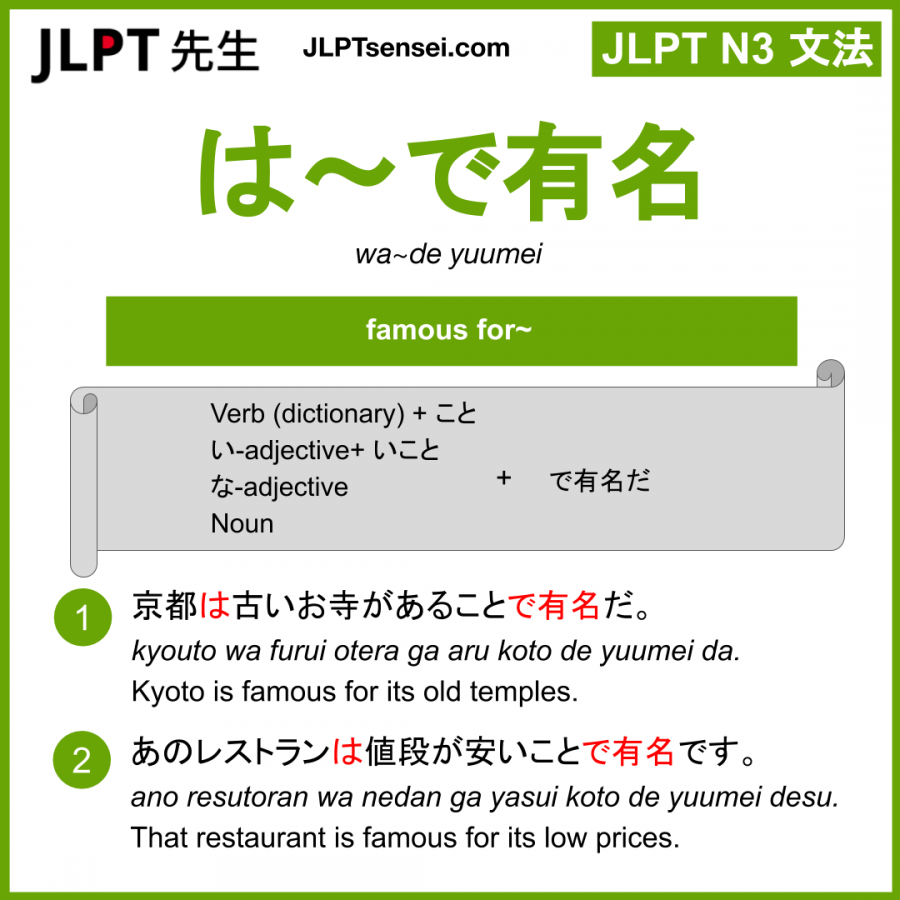 JLPT 先生
JLPTsensei.com
JLPT N3 文法
は～で有名
wa~de yuumei
famous for~
Verb (dictionary) + こと
い-adjective+ いこと
な-adjective
Noun
+ で有名だ
1 京都は古いお寺があることで有名だ。
kyouto wa furui otera ga aru koto de yuumei da.
Kyoto is famous for its old temples.
2 あのレストランは値段が安いことで有名です。
ano resutoran wa nedan ga yasui koto de yuumei desu.
That restaurant is famous for its low prices.